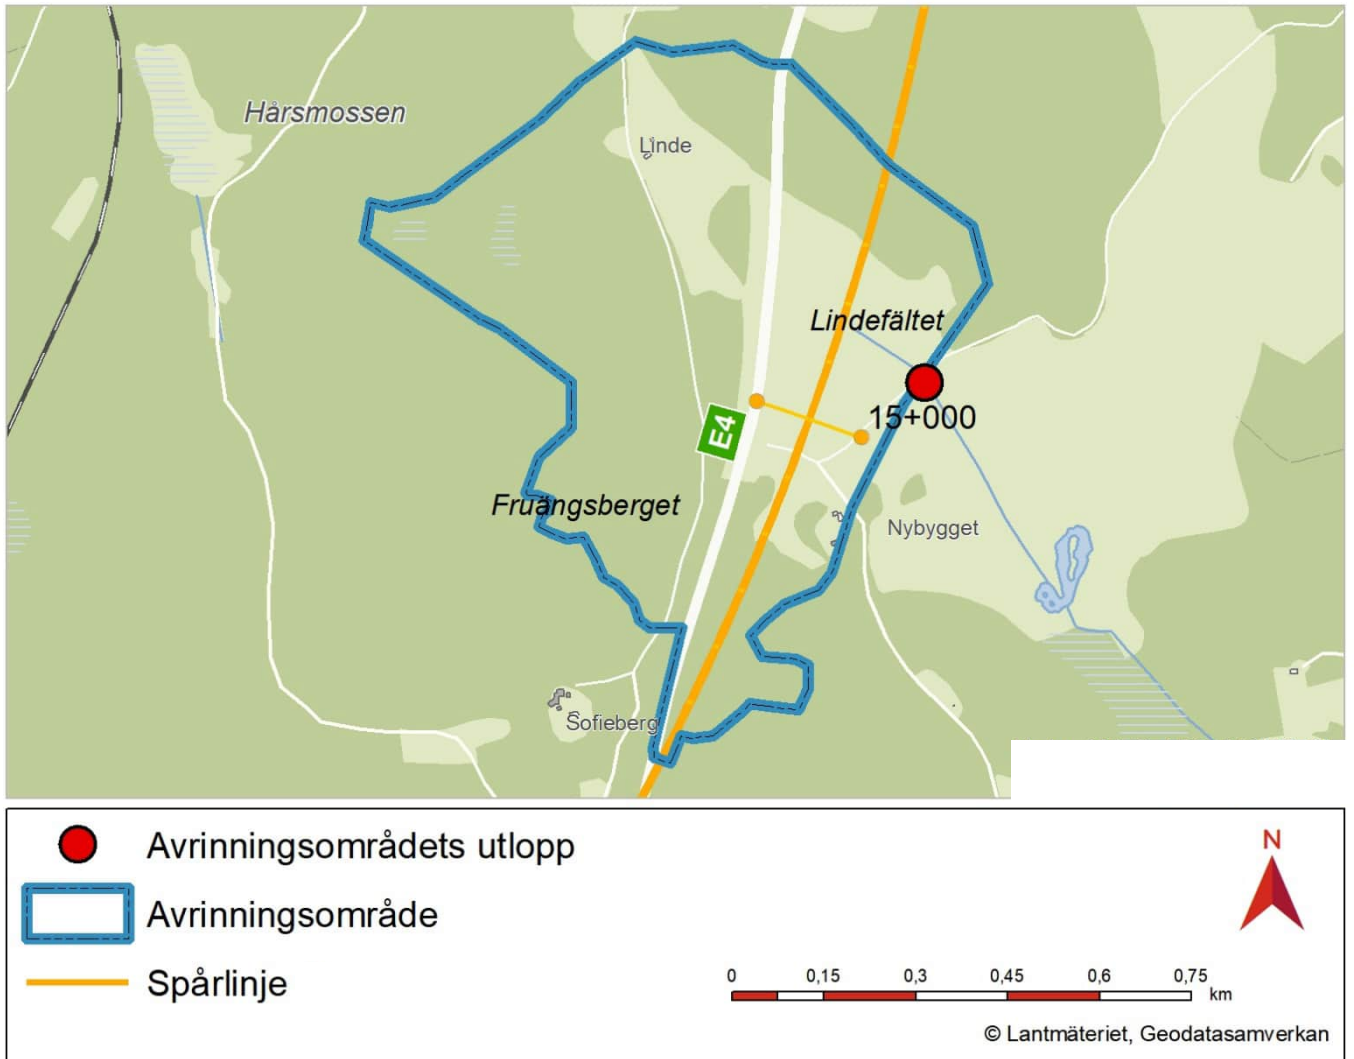 Hårsmossen
Linde
Lindefältet
15+000
E4
Fruängsberget
Nybygget
Sofieberg
Avrinningsområdets utlopp
Avrinningsområde
Spårlinje
N
0 0,15 0,3 0,45 0,6 0,75
km
© Lantmäteriet, Geodatasamverkan